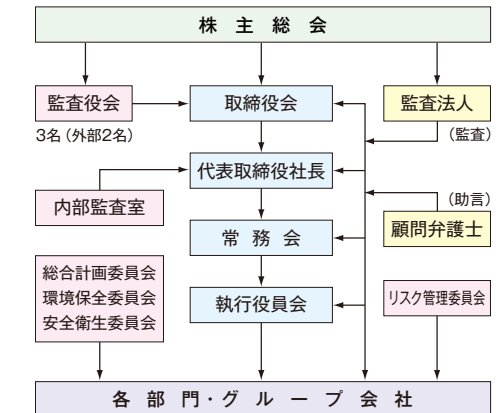 株主総会
監査役会
取締役会
監査法人
3名（外部2名）
（監査）
代表取締役社長
内部監査室
（助言）
顧問弁護士
常務会
総合計画委員会
環境保全委員会
安全衛生委員会
執行役員会
リスク管理委員会
各部門・グループ会社